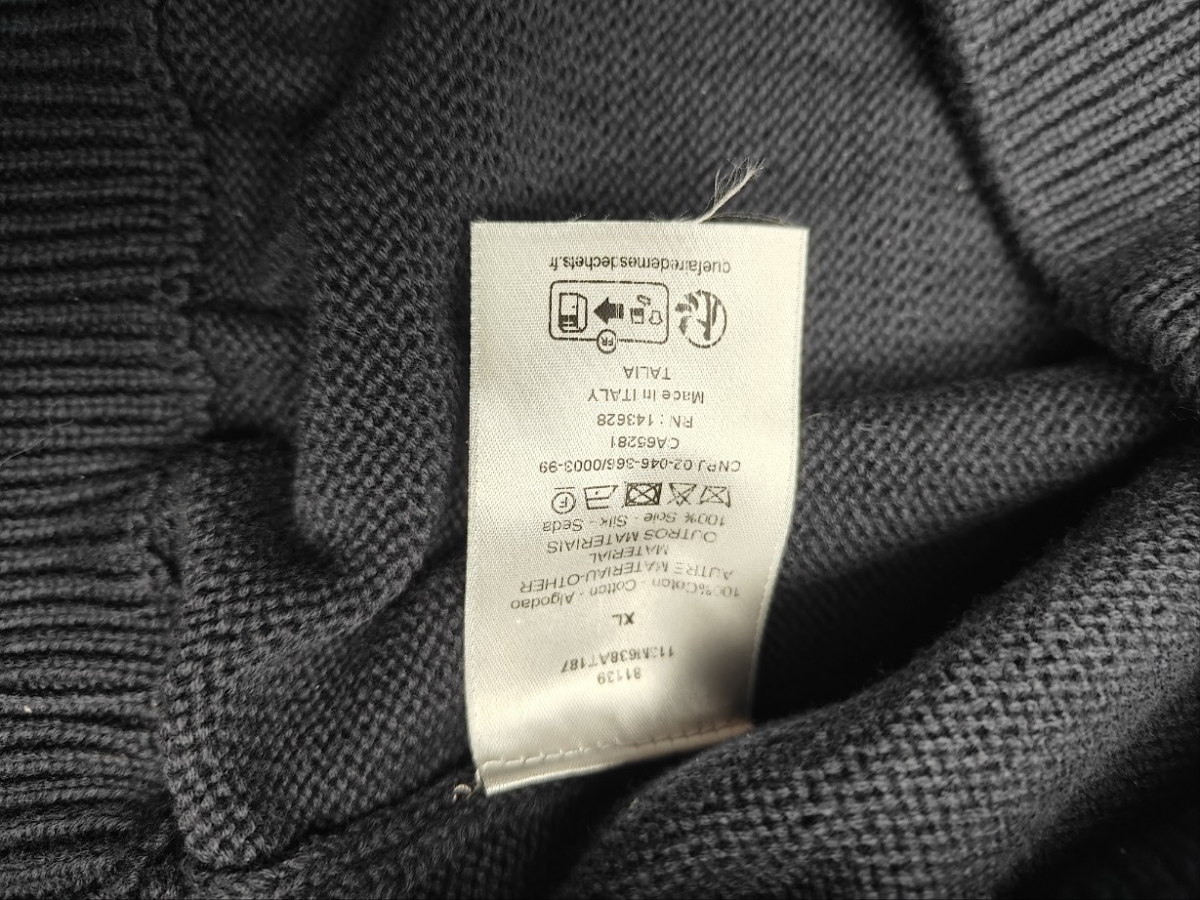 81139
113M638AT187
XL
100%Coton - Cotton - Algodao
AUTRE MATERIAU-OTHER
MATERIAL
OUTROS MATERIAIS
100% Soie - Silk - Seda
F
CNPJ 02-046-366/0003-99
CA65281
RN : 143628
Made in ITALY
TALIA
FR
quefairedemesdechets.fr